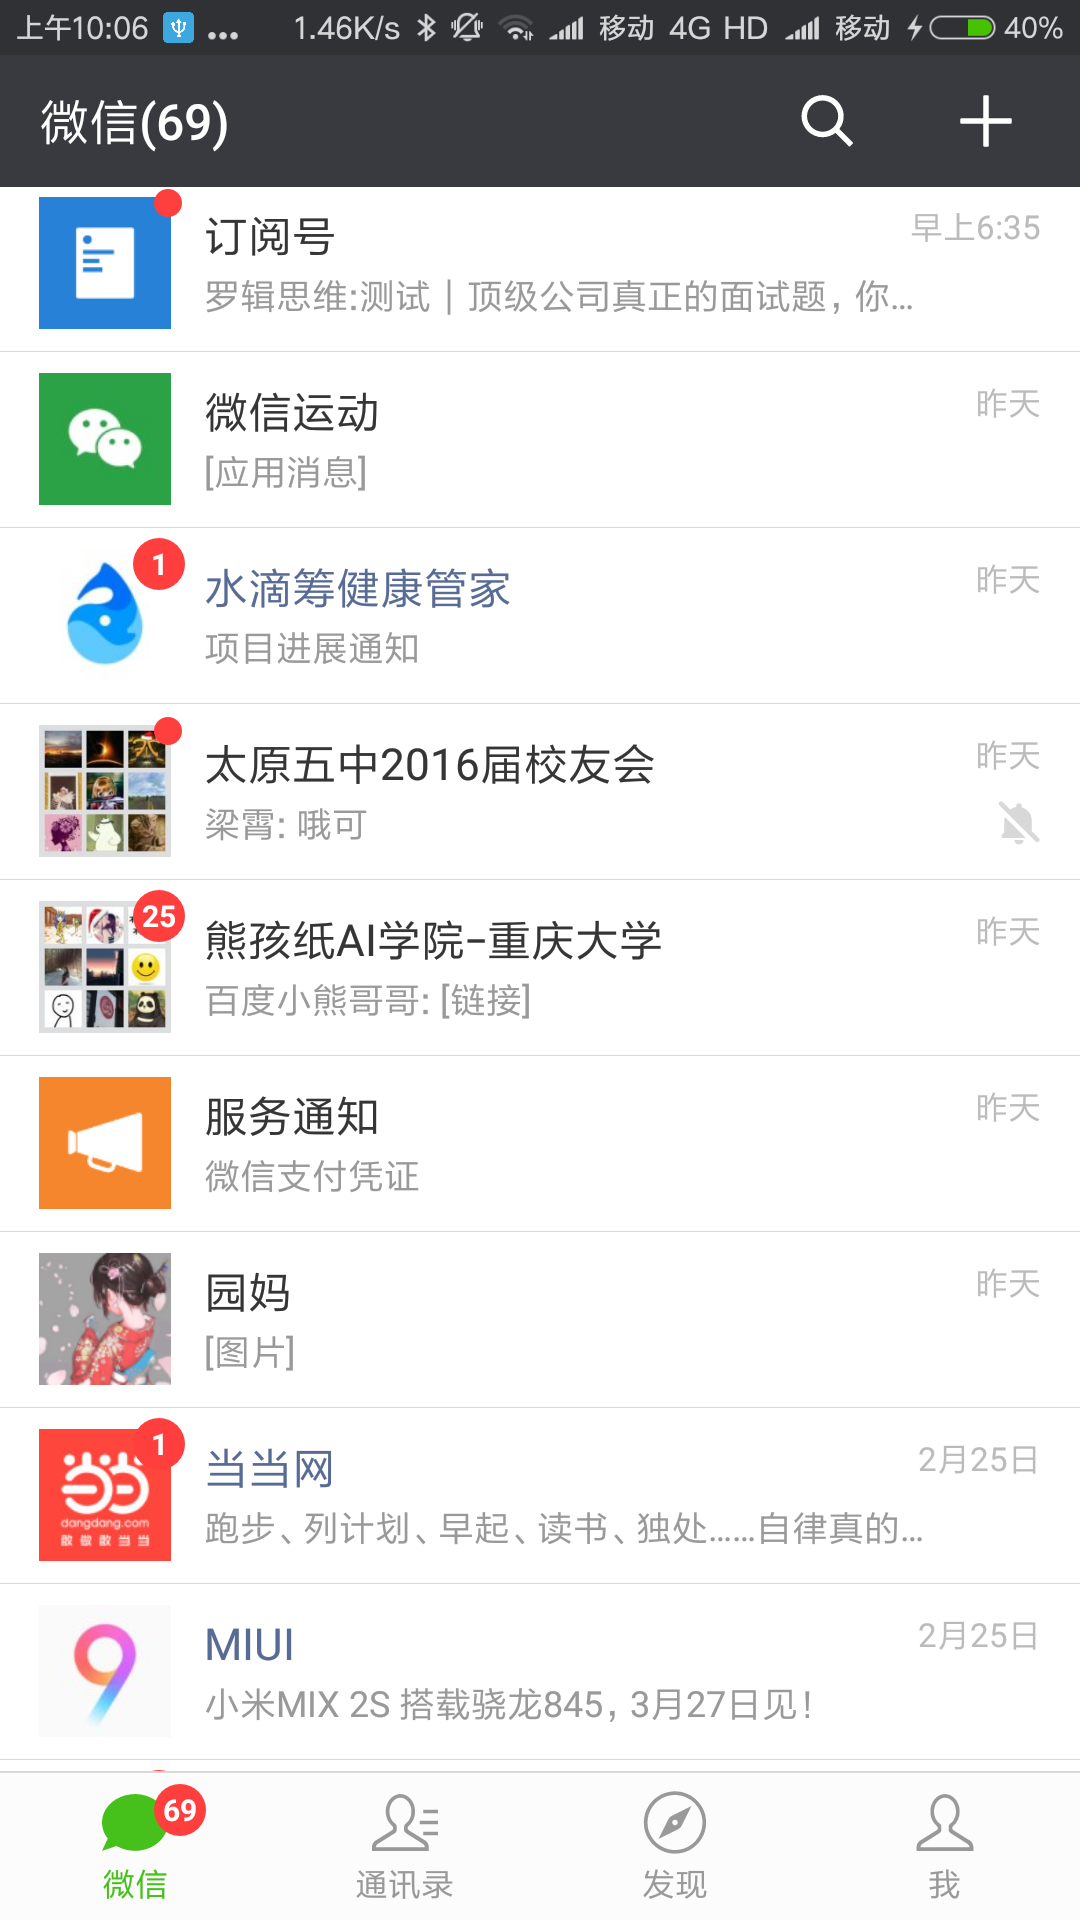 上午10:06 ... 1.46K/s 移动 4G HD 移动 40%
微信(69)
订阅号 早上6:35
罗辑思维:测试｜顶级公司真正的面试题，你...
微信运动 昨天
[应用消息]
1
水滴筹健康管家 昨天
项目进展通知
太原五中2016届校友会 昨天
梁霄: 哦可
25
熊孩纸AI学院-重庆大学 昨天
百度小熊哥哥: [链接]
服务通知 昨天
微信支付凭证
园妈 昨天
[图片]
1
当当网 2月25日
dangdang.com
敢做敢当当
跑步、列计划、早起、读书、独处......自律真的...
9
MIUI 2月25日
小米MIX 2S 搭载骁龙845，3月27日见！
69
微信 通讯录 发现 我